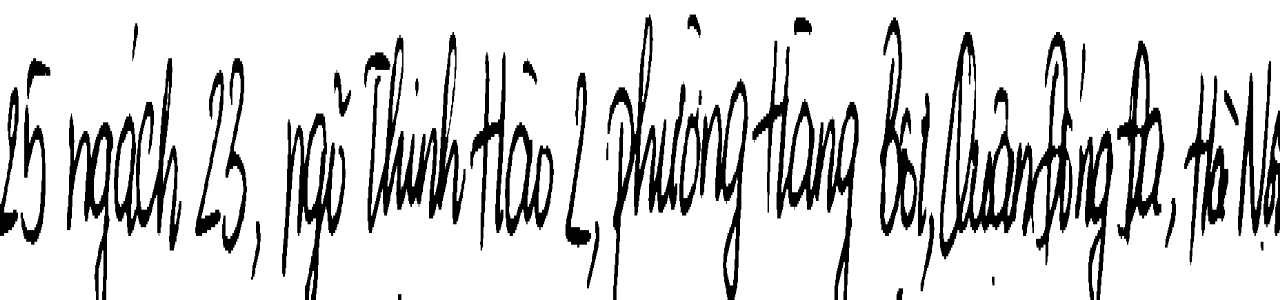 25 ngách 23, ngõ Thịnh Hào 2, phường Hàng Bột, Quận Đống Đa, Hà Nội